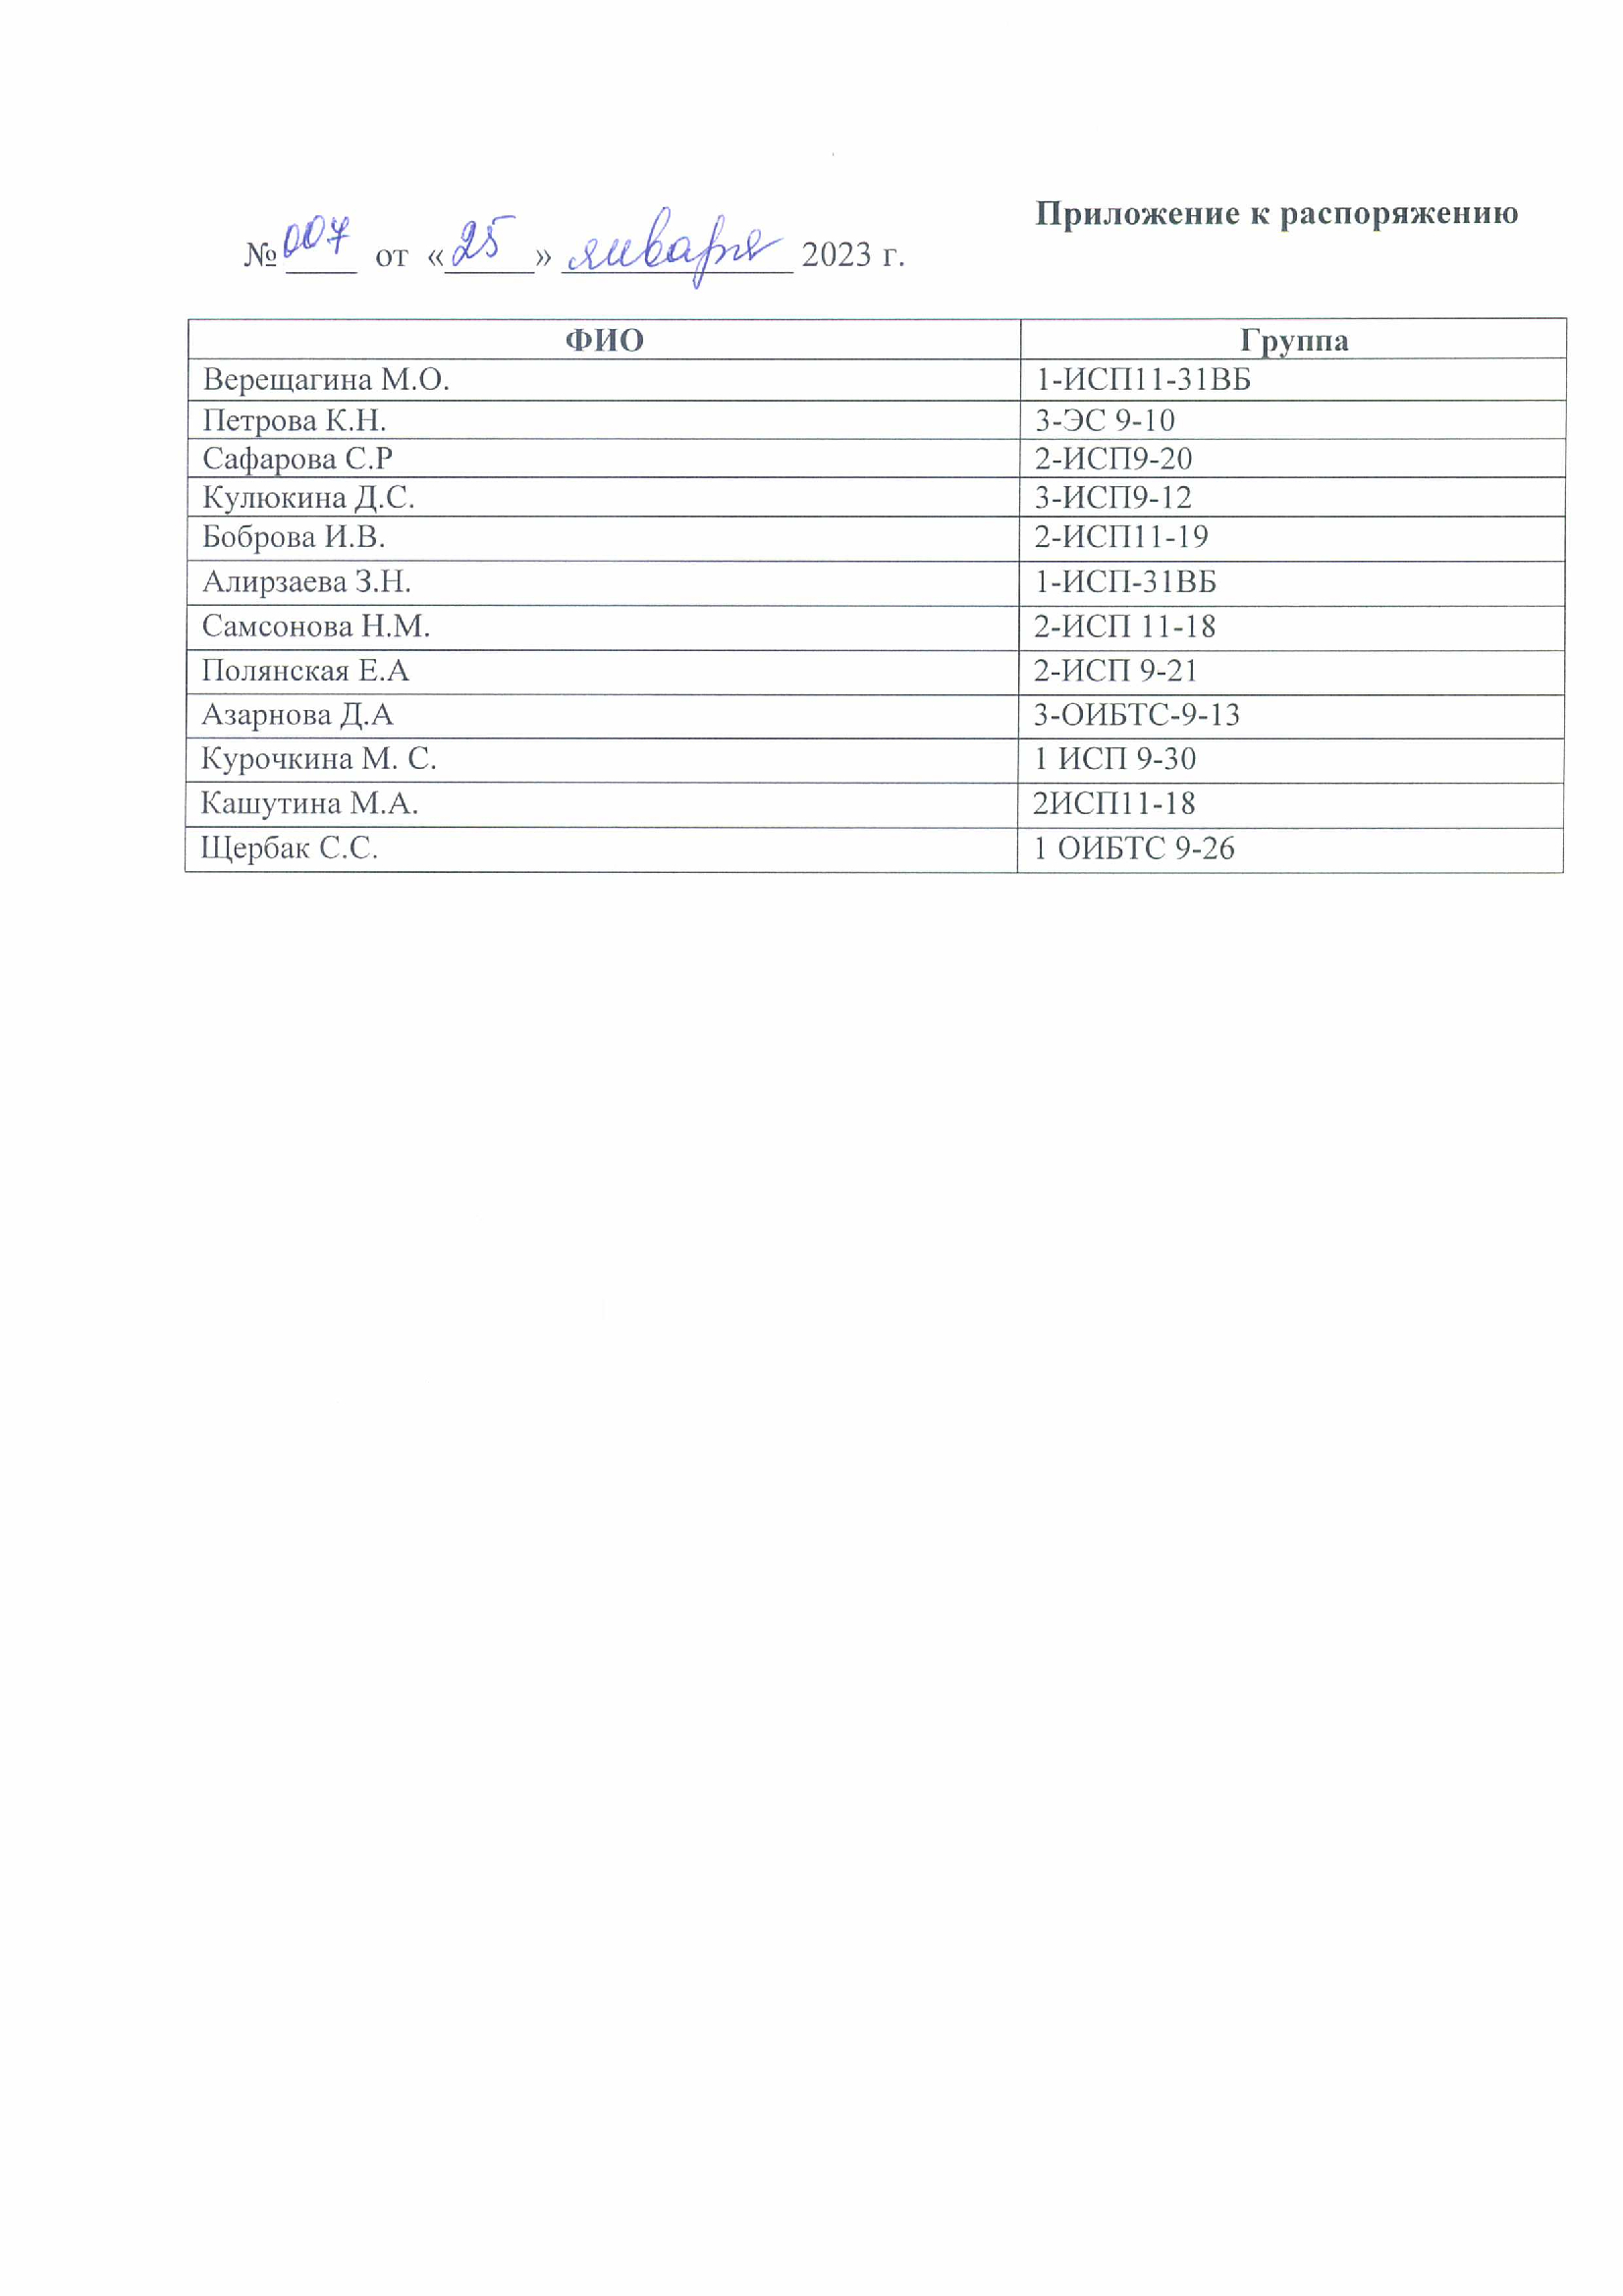 Приложение к распоряжению
№ 007 от «25» января 2023 г.
ФИО Группа
Верещагина М.О. 1-ИСП11-31ВБ
Петрова К.Н. 3-ЭС 9-10
Сафарова С.Р 2-ИСП9-20
Кулюкина Д.С. 3-ИСП9-12
Боброва И.В. 2-ИСП11-19
Алирзаева З.Н. 1-ИСП-31ВБ
Самсонова Н.М. 2-ИСП 11-18
Полянская Е.А 2-ИСП 9-21
Азарнова Д.А 3-ОИБТС-9-13
Курочкина М. С. 1 ИСП 9-30
Кашутина М.А. 2ИСП11-18
Щербак С.С. 1 ОИБТС 9-26